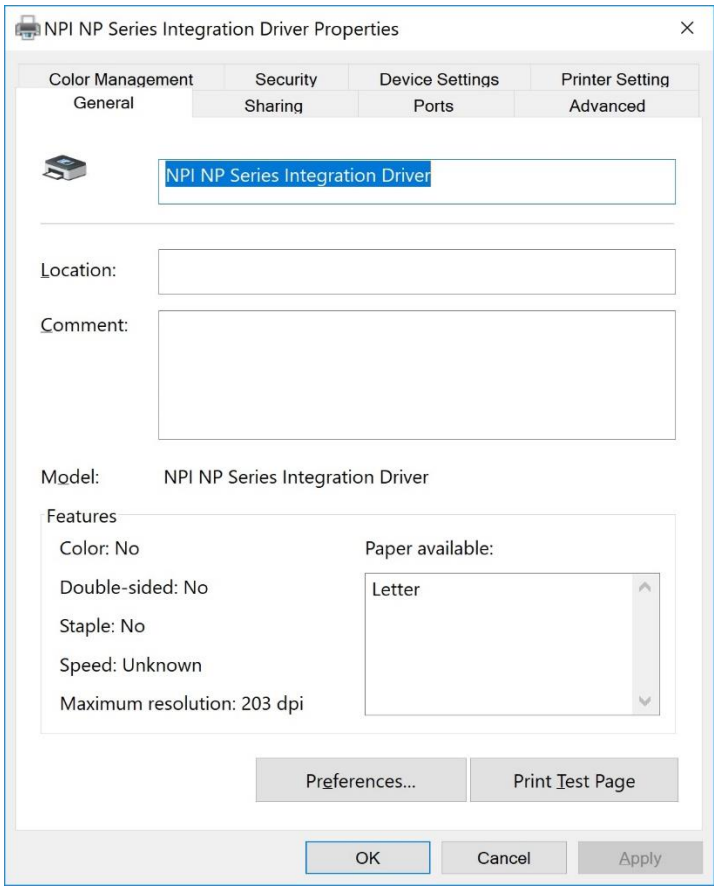 NPI NP Series Integration Driver Properties
Color Management Security Device Settings Printer Setting
General Sharing Ports Advanced
NPI NP Series Integration Driver
Location:
Comment:
Model: NPI NP Series Integration Driver
Features
Color: No Paper available:
Double-sided: No Letter
Staple: No
Speed: Unknown
Maximum resolution: 203 dpi
Preferences... Print Test Page
OK Cancel Apply